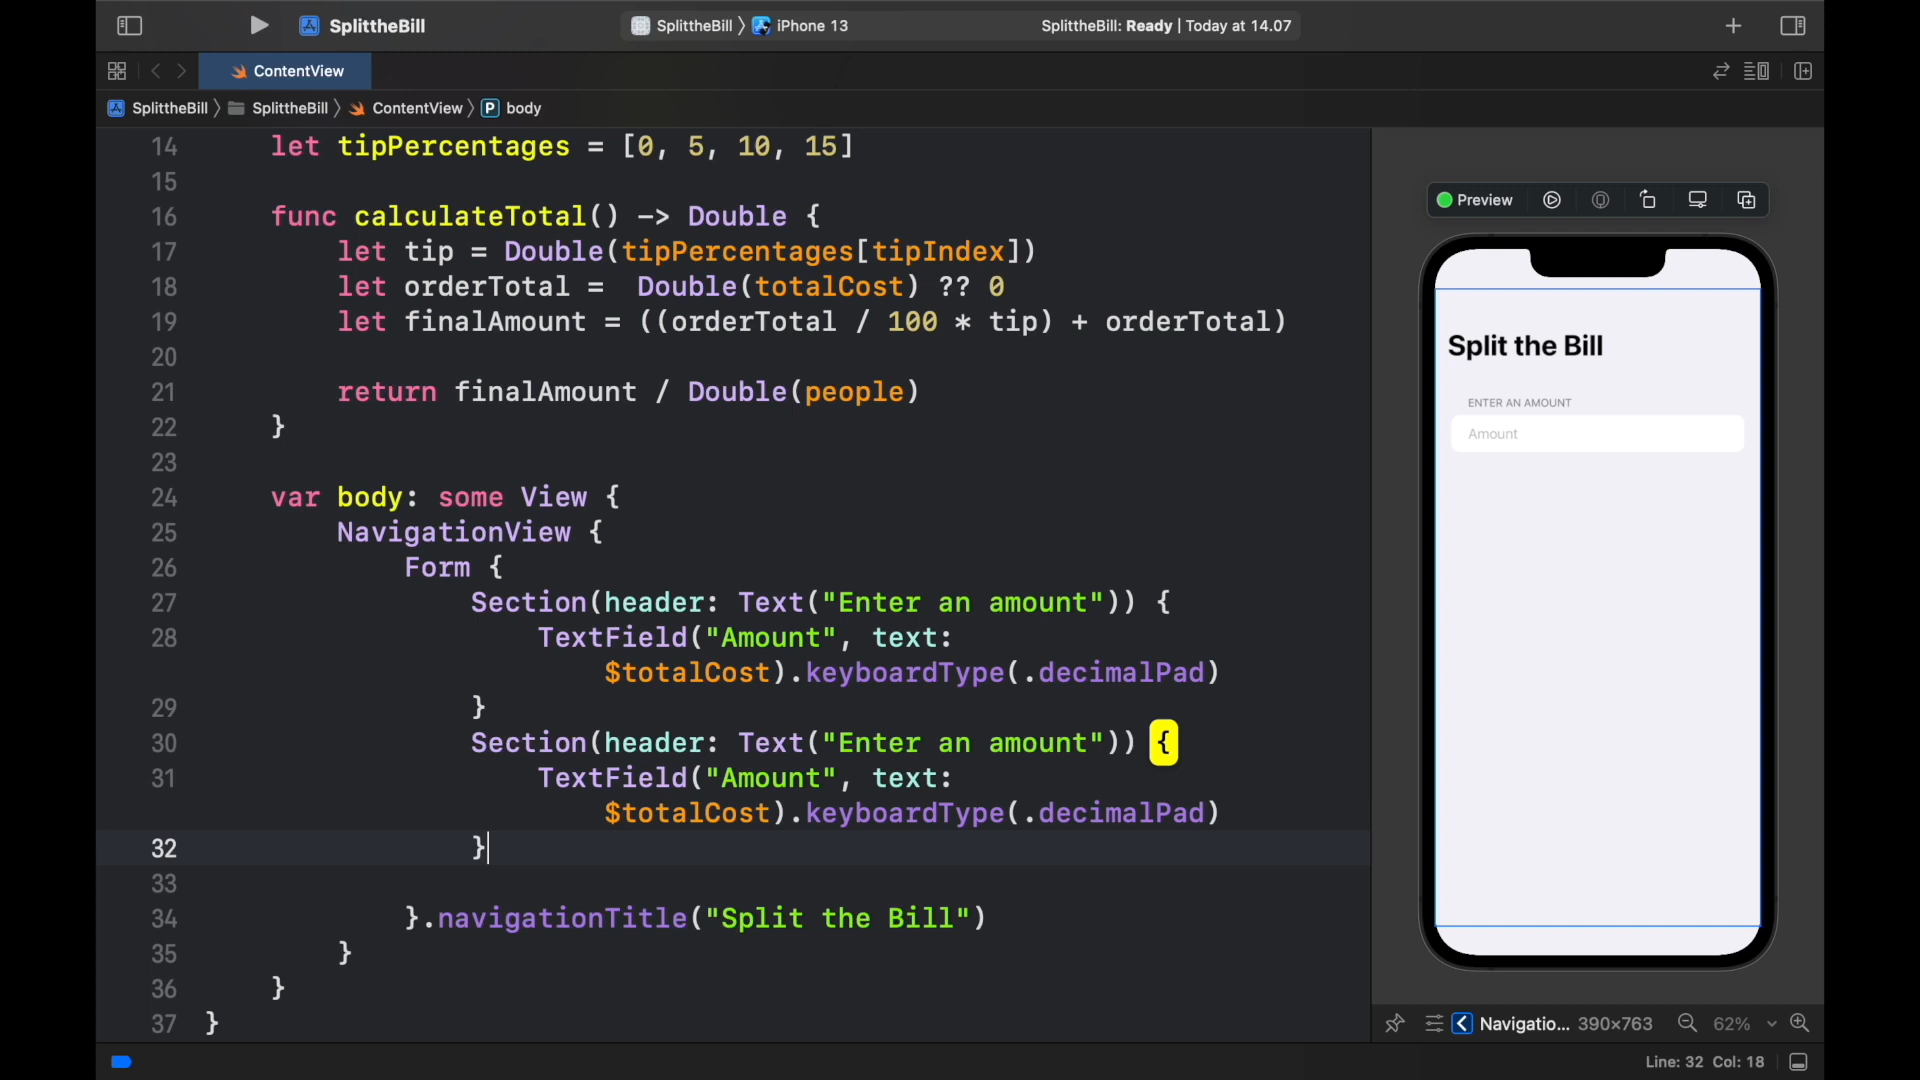 SplittheBill
SplittheBill 〉 iPhone 13
SplittheBill: Ready | Today at 14.07
ContentView
SplittheBill 〉 SplittheBill 〉 ContentView 〉 P body
14 let tipPercentages = [0, 5, 10, 15]
15
16 func calculateTotal() -> Double {
17 let tip = Double(tipPercentages[tipIndex])
18 let orderTotal =  Double(totalCost) ?? 0
19 let finalAmount = ((orderTotal / 100 * tip) + orderTotal)
20
21 return finalAmount / Double(people)
22 }
23
24 var body: some View {
25 NavigationView {
26 Form {
27 Section(header: Text("Enter an amount")) {
28 TextField("Amount", text:
$totalCost).keyboardType(.decimalPad)
29 }
30 Section(header: Text("Enter an amount")) {
31 TextField("Amount", text:
$totalCost).keyboardType(.decimalPad)
32 }
33
34 }.navigationTitle("Split the Bill")
35 }
36 }
37 }
Preview
Split the Bill
ENTER AN AMOUNT
Amount
Navigatio... 390×763 62%
Line: 32 Col: 18